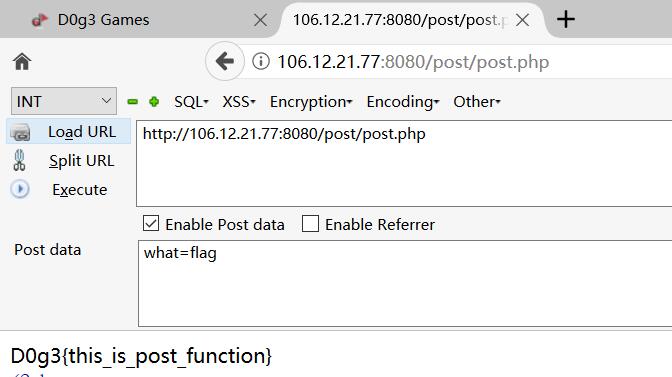 D0g3 Games
106.12.21.77:8080/post/post.p
106.12.21.77:8080/post/post.php
INT SQL XSS Encryption Encoding Other
Load URL
http://106.12.21.77:8080/post/post.php
Split URL
Execute
Enable Post data Enable Referrer
Post data
what=flag
D0g3{this_is_post_function}